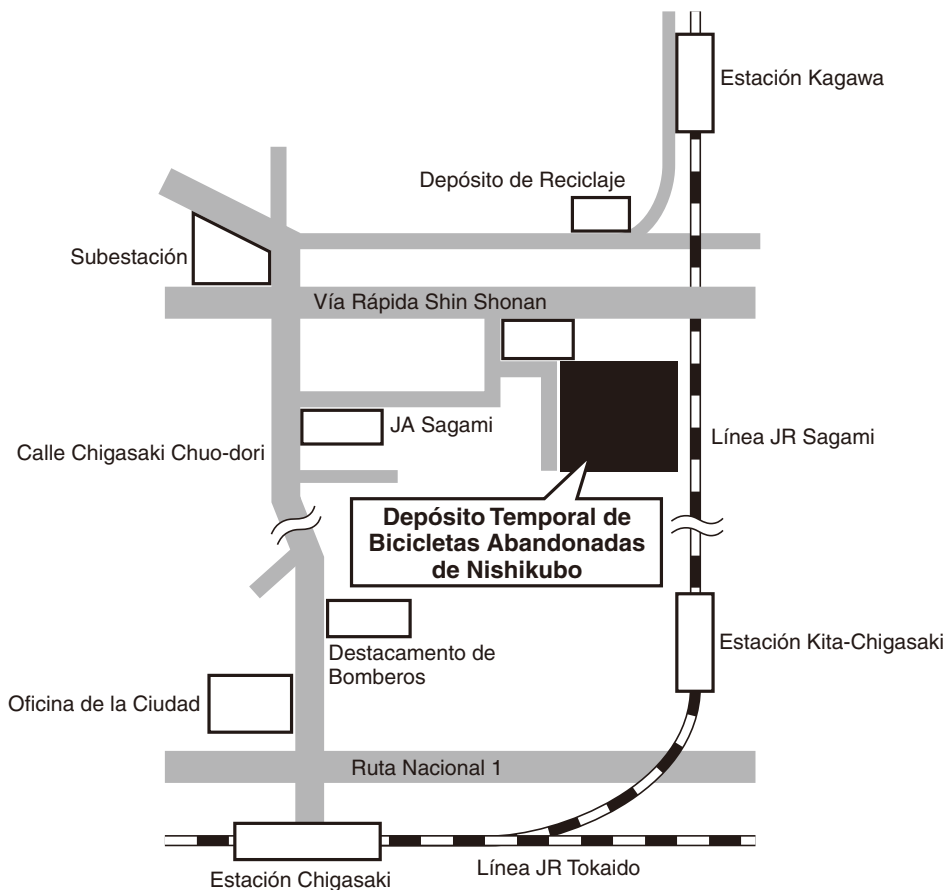 Estación Kagawa
Depósito de Reciclaje
Subestación
Vía Rápida Shin Shonan
JA Sagami
Línea JR Sagami
Calle Chigasaki Chuo-dori
Depósito Temporal de
Bicicletas Abandonadas
de Nishikubo
Estación Kita-Chigasaki
Destacamento de
Bomberos
Oficina de la Ciudad
Ruta Nacional 1
Línea JR Tokaido
Estación Chigasaki